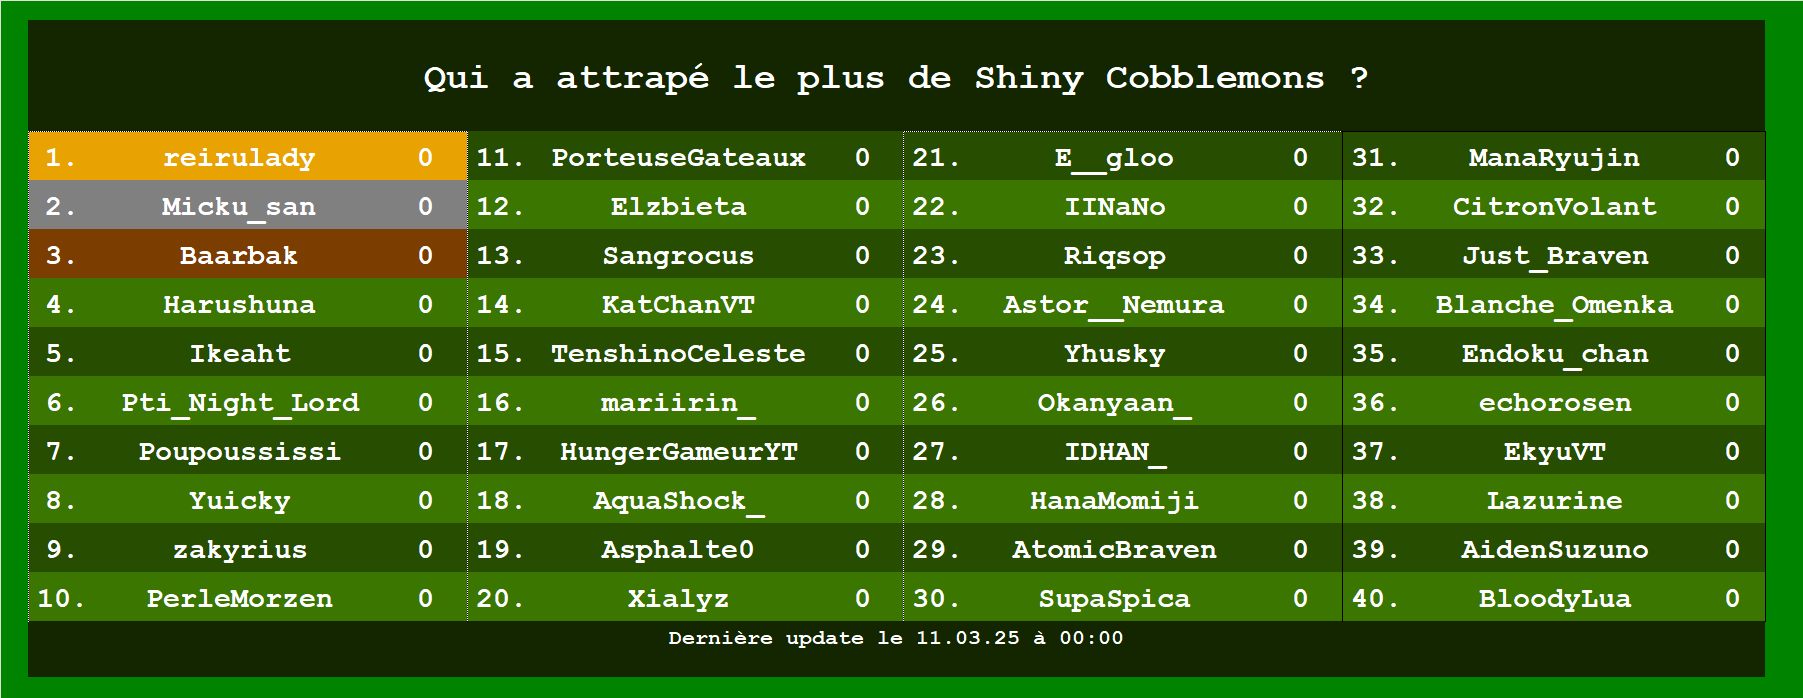 Qui a attrapé le plus de Shiny Cobblemons ?
1. reirulady 0
2. Micku_san 0
3. Baarbak 0
4. Harushuna 0
5. Ikeaht 0
6. Pti_Night_Lord 0
7. Poupoussissi 0
8. Yuicky 0
9. zakyrius 0
10. PerleMorzen 0
11. PorteuseGateaux 0
12. Elzbieta 0
13. Sangrocus 0
14. KatChanVT 0
15. TenshinoCeleste 0
16. mariirin_ 0
17. HungerGameurYT 0
18. AquaShock_ 0
19. Asphalte0 0
20. Xialyz 0
21. E__gloo 0
22. IINaNo 0
23. Riqsop 0
24. Astor__Nemura 0
25. Yhusky 0
26. Okanyaan_ 0
27. IDHAN_ 0
28. HanaMomiji 0
29. AtomicBraven 0
30. SupaSpica 0
31. ManaRyujin 0
32. CitronVolant 0
33. Just_Braven 0
34. Blanche_Omenka 0
35. Endoku_chan 0
36. echorosen 0
37. EkyuVT 0
38. Lazurine 0
39. AidenSuzuno 0
40. BloodyLua 0
Dernière update le 11.03.25 à 00:00